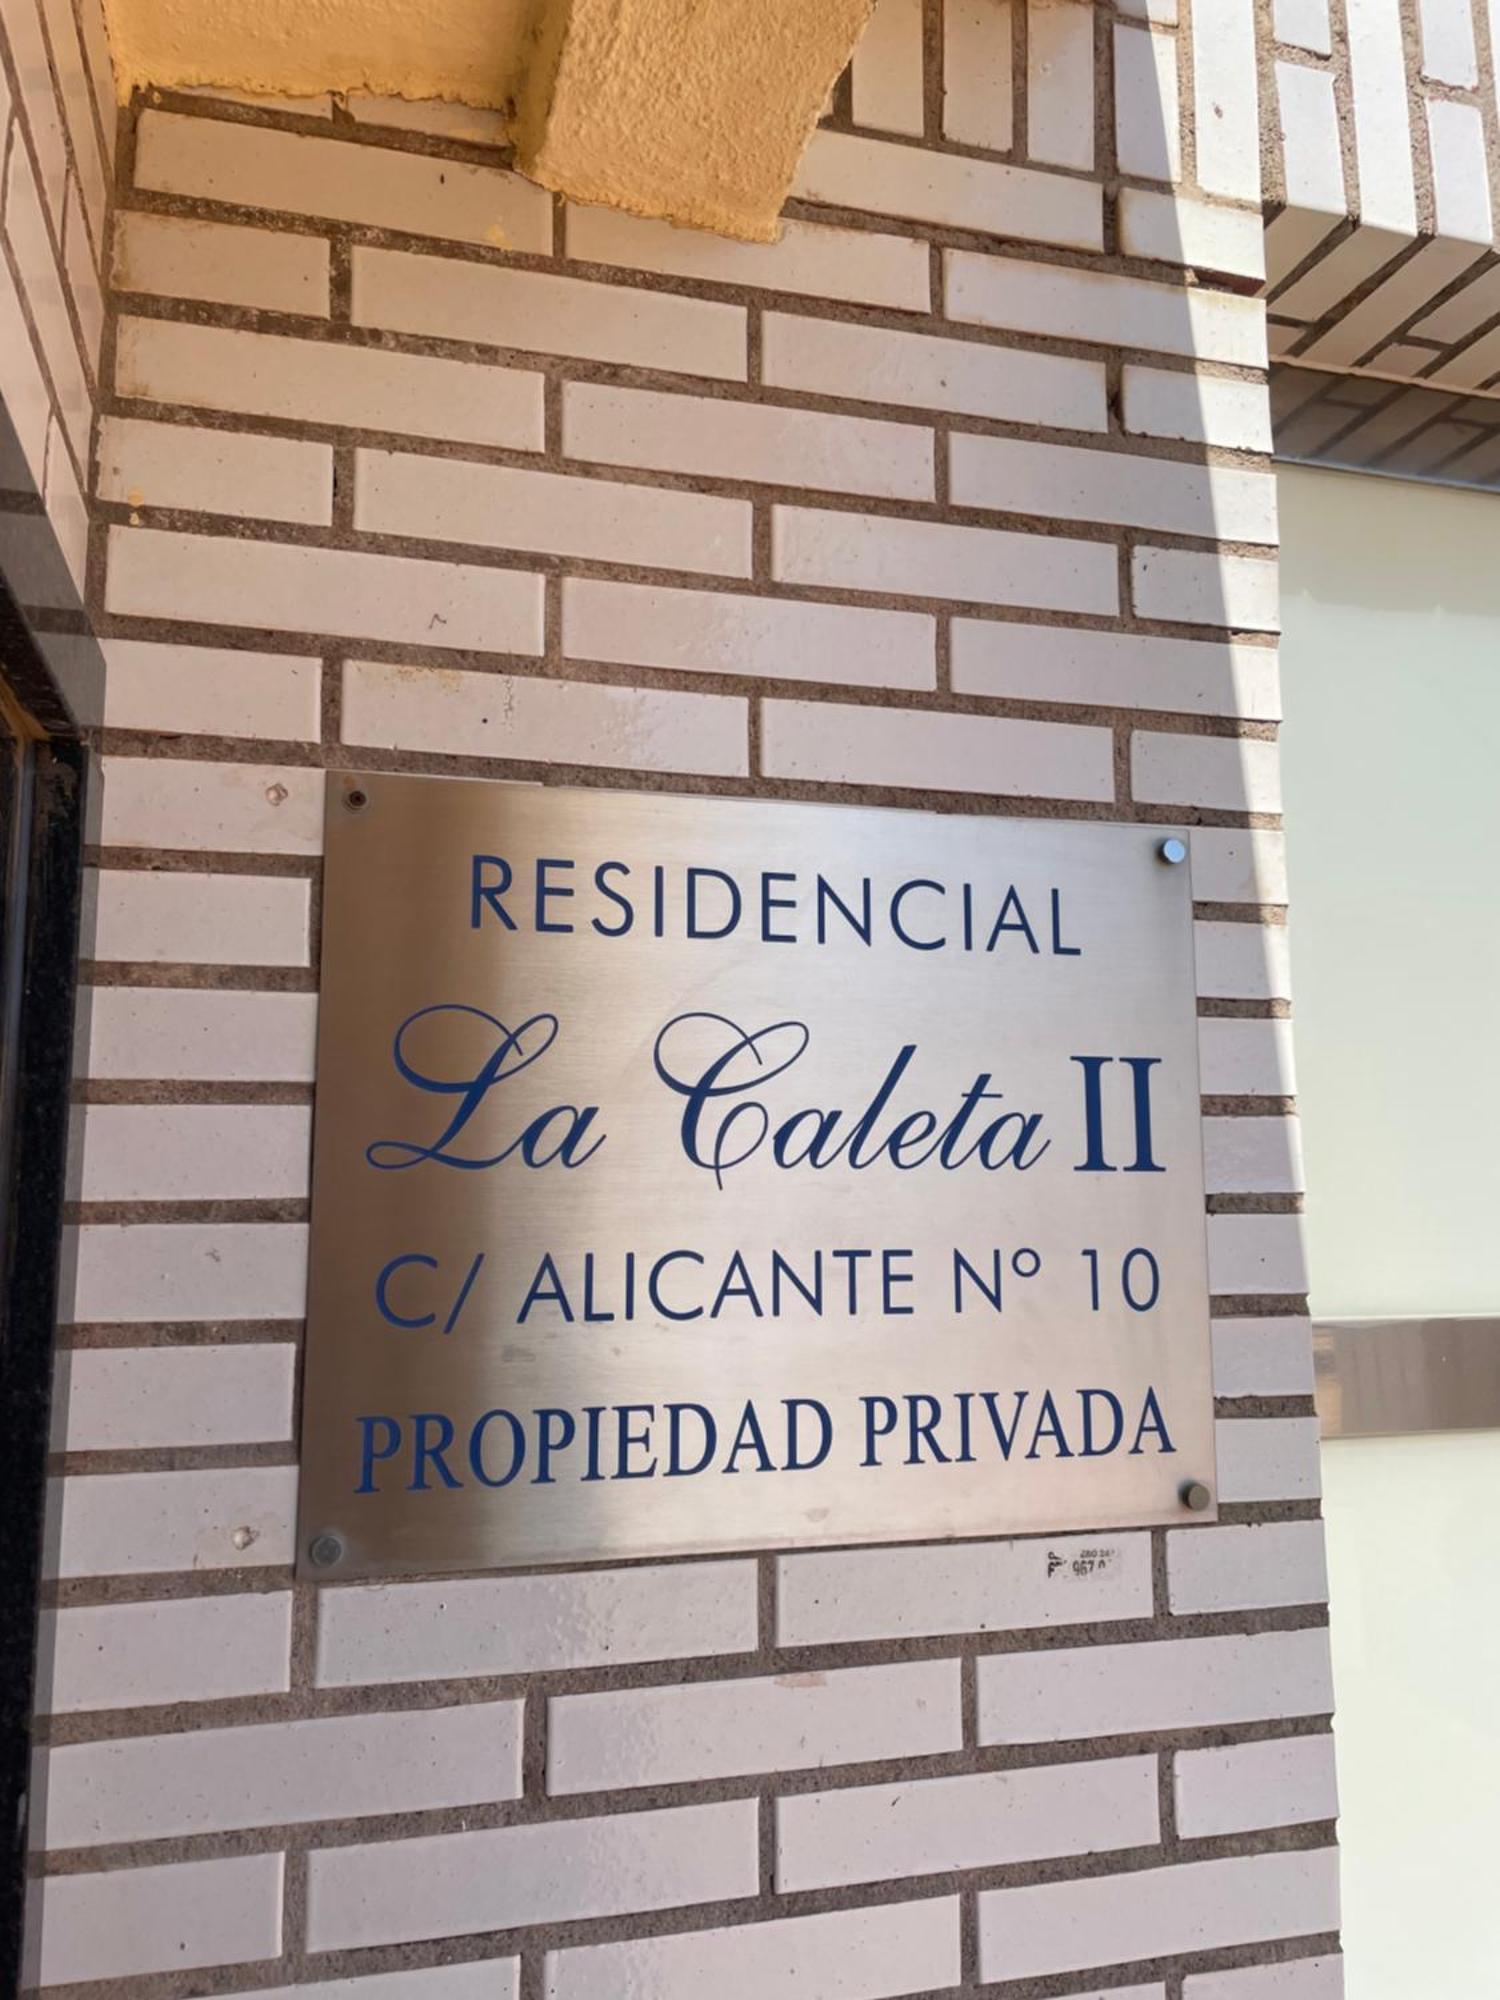 RESIDENCIAL
La Caleta II
C/ ALICANTE Nº 10
PROPIEDAD PRIVADA